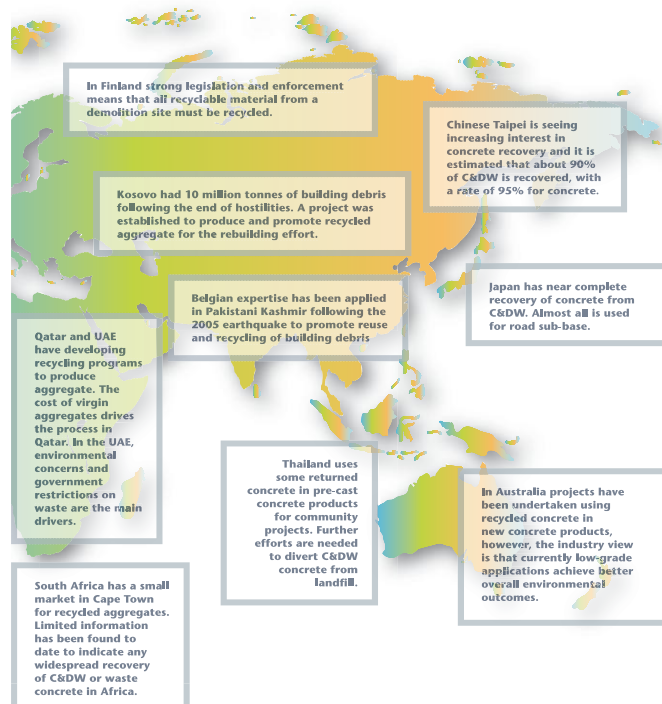 In Finland strong legislation and enforcement
means that all recyclable material from a
demolition site must be recycled.
Chinese Taipei is seeing
increasing interest in
concrete recovery and it is
estimated that about 90%
of C&DW is recovered, with
a rate of 95% for concrete.
Kosovo had 10 million tonnes of building debris
following the end of hostilities. A project was
established to produce and promote recycled
aggregate for the rebuilding effort.
Belgian expertise has been applied
in Pakistani Kashmir following the
2005 earthquake to promote reuse
and recycling of building debris
Japan has near complete
recovery of concrete from
C&DW. Almost all is used
for road sub-base.
Qatar and UAE
have developing
recycling programs
to produce
aggregate. The
cost of virgin
aggregates drives
the process in
Qatar. In the UAE,
environmental
concerns and
government
restrictions on
waste are the main
drivers.
Thailand uses
some returned
concrete in pre-cast
concrete products
for community
projects. Further
efforts are needed
to divert C&DW
concrete from
landfill.
In Australia projects have
been undertaken using
recycled concrete in
new concrete products,
however, the industry view
is that currently low-grade
applications achieve better
overall environmental
outcomes.
South Africa has a small
market in Cape Town
for recycled aggregates.
Limited information
has been found to
date to indicate any
widespread recovery
of C&DW or waste
concrete in Africa.